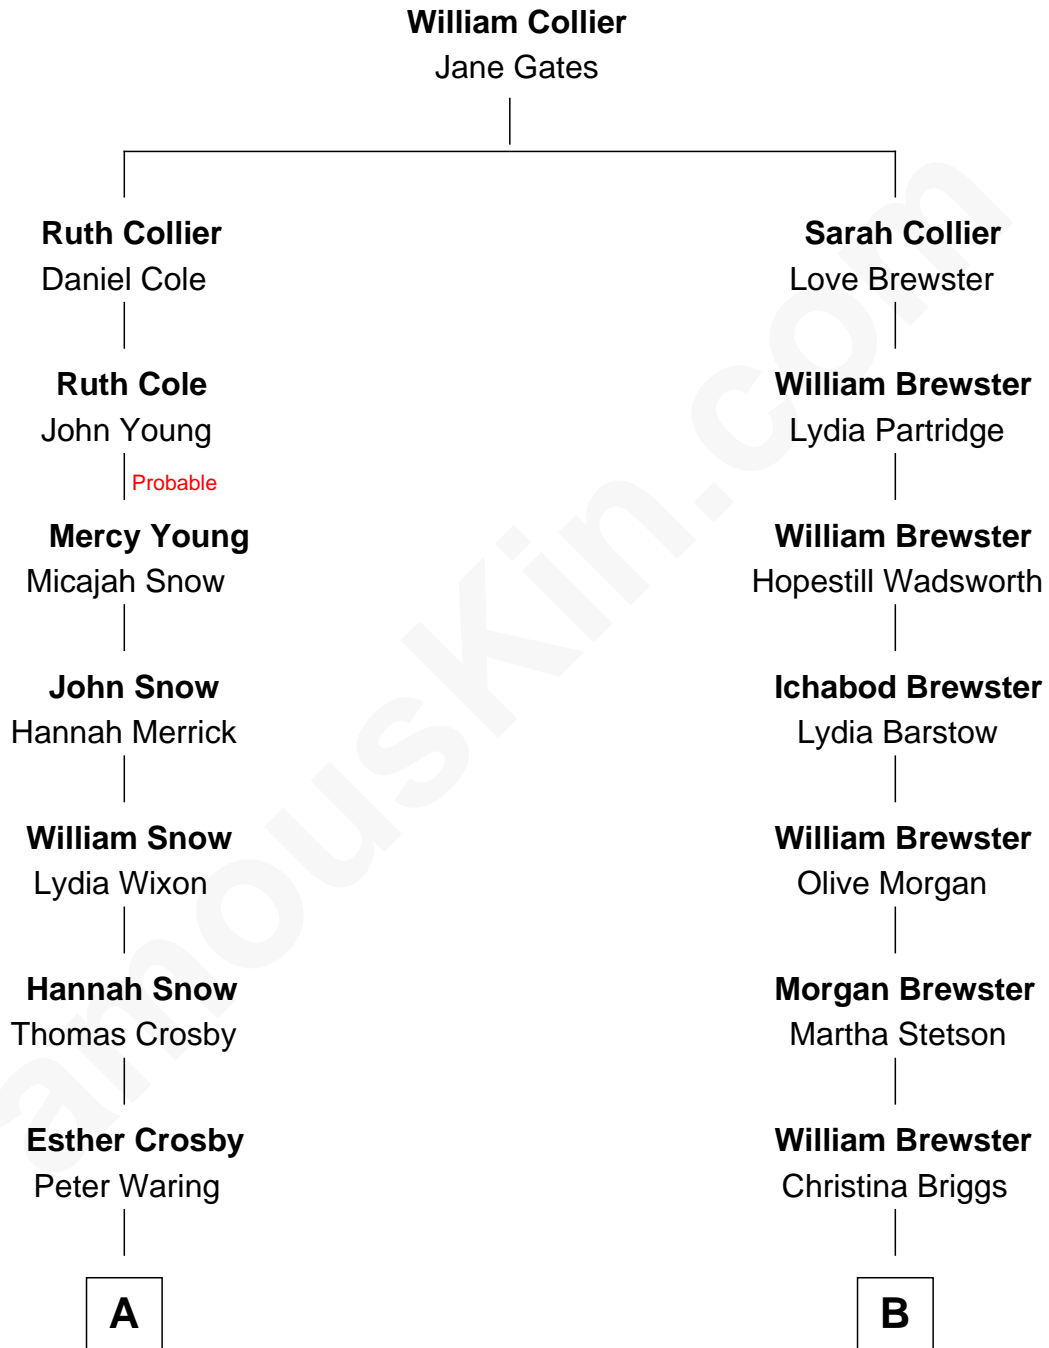 William Collier
Jane Gates
Ruth Collier
Daniel Cole
Sarah Collier
Love Brewster
Ruth Cole
John Young
William Brewster
Lydia Partridge
Probable
Mercy Young
Micajah Snow
William Brewster
Hopestill Wadsworth
John Snow
Hannah Merrick
Ichabod Brewster
Lydia Barstow
William Snow
Lydia Wixon
William Brewster
Olive Morgan
Hannah Snow
Thomas Crosby
Morgan Brewster
Martha Stetson
Esther Crosby
Peter Waring
William Brewster
Christina Briggs
A
B
amousKin.com